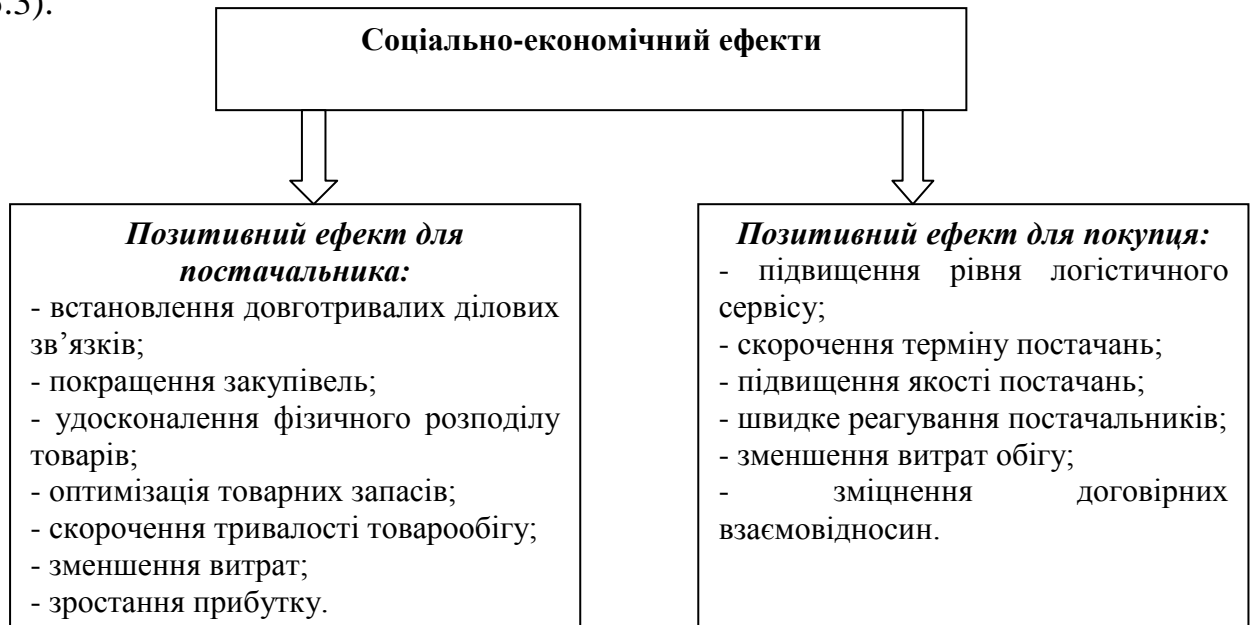 .3).
Соціально-економічний ефекти
Позитивний ефект для
постачальника:
- встановлення довготривалих ділових
зв’язків;
- покращення закупівель;
- удосконалення фізичного розподілу
товарів;
- оптимізація товарних запасів;
- скорочення тривалості товарообігу;
- зменшення витрат;
- зростання прибутку.
Позитивний ефект для покупця:
- підвищення рівня логістичного
сервісу;
- скорочення терміну постачань;
- підвищення якості постачань;
- швидке реагування постачальників;
- зменшення витрат обігу;
- зміцнення договірних
взаємовідносин.